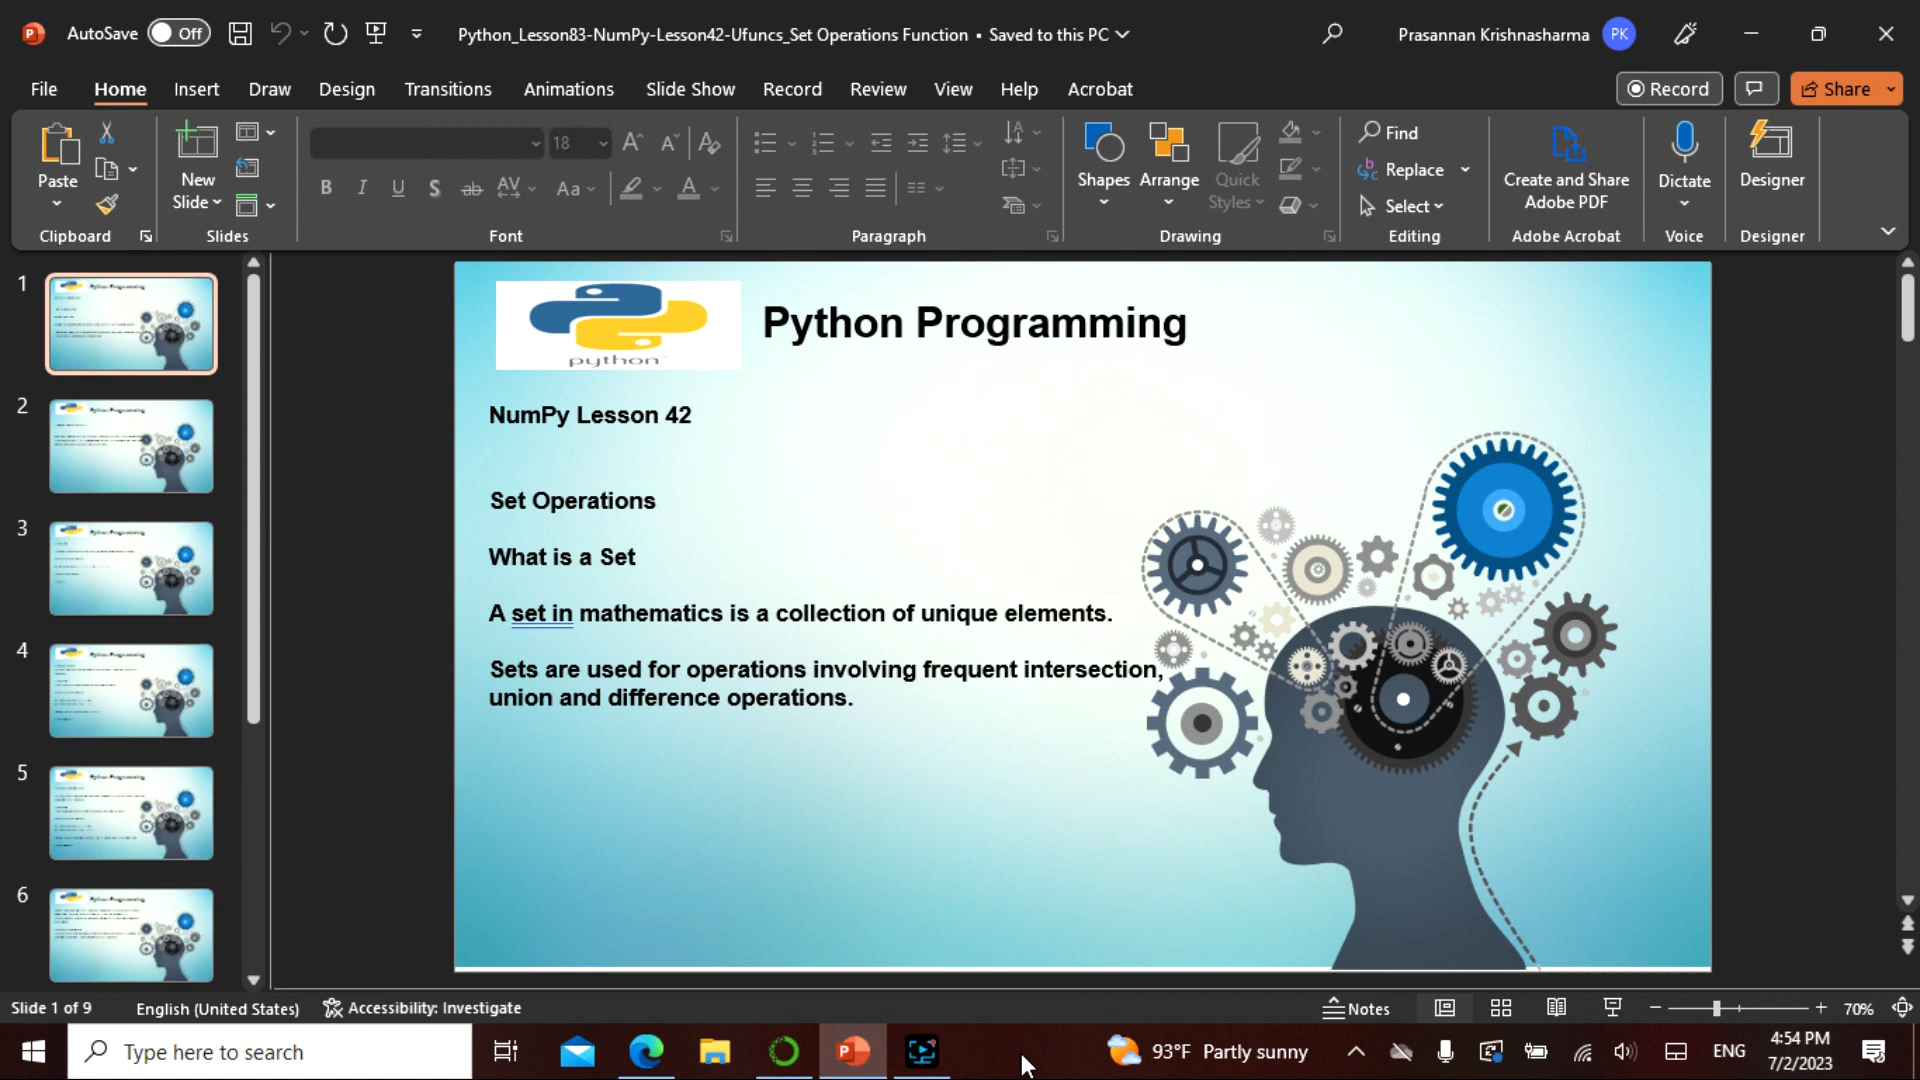 AutoSave Off
Python_Lesson83-NumPy-Lesson42-Ufuncs_Set Operations Function • Saved to this PC
Prasannan Krishnasharma PK
File Home Insert Draw Design Transitions Animations Slide Show Record Review View Help Acrobat
Record Share
Paste
New Slide
18
Shapes Arrange Quick Styles
Find
Replace
Select
Create and Share Adobe PDF
Dictate
Designer
Clipboard Slides Font Paragraph Drawing Editing Adobe Acrobat Voice Designer
1
2
3
4
5
6
python
Python Programming
NumPy Lesson 42
Set Operations
What is a Set
A set in mathematics is a collection of unique elements.
Sets are used for operations involving frequent intersection,
union and difference operations.
Slide 1 of 9 English (United States) Accessibility: Investigate Notes 70%
Type here to search
93°F Partly sunny
ENG
4:54 PM
7/2/2023